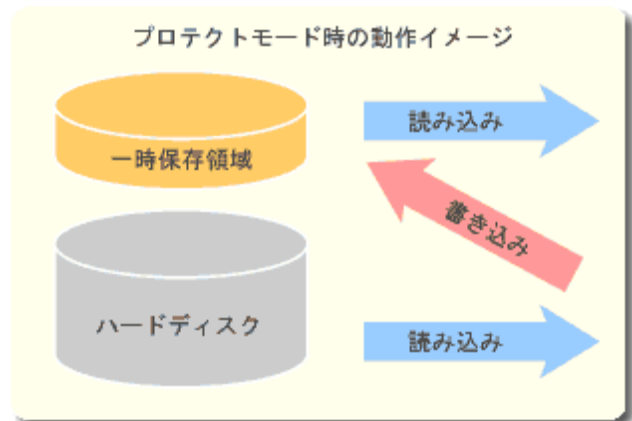 プロテクトモード時の動作イメージ
一時保存領域
読み込み
書き込み
ハードディスク
読み込み